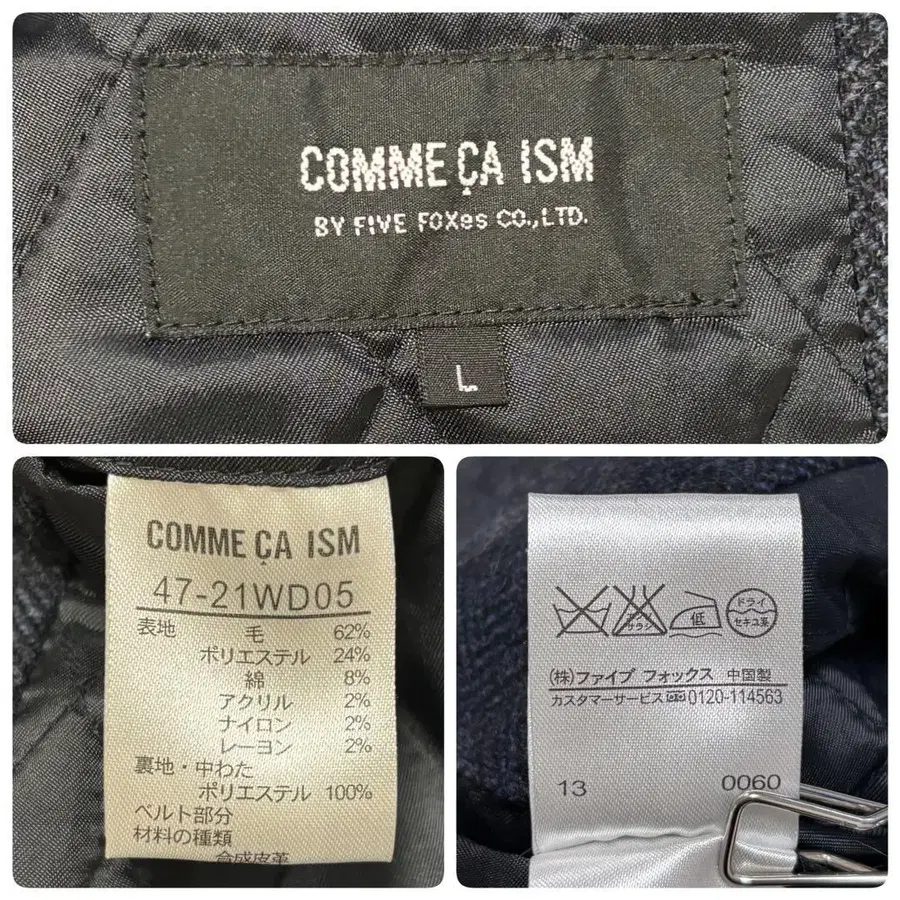 COMME ÇA ISM
BY FIVE FOXes CO.,LTD.
L
COMME ÇA ISM
47-21WD05
表地 毛 62%
ポリエステル 24%
綿 8%
アクリル 2%
ナイロン 2%
レーヨン 2%
裏地・中わた
ポリエステル 100%
ベルト部分
材料の種類
合成皮革
サラシ 低 ドライ
セキユ系
(株)ファイブ フォックス 中国製
カスタマーサービス 0120-114563
13 0060